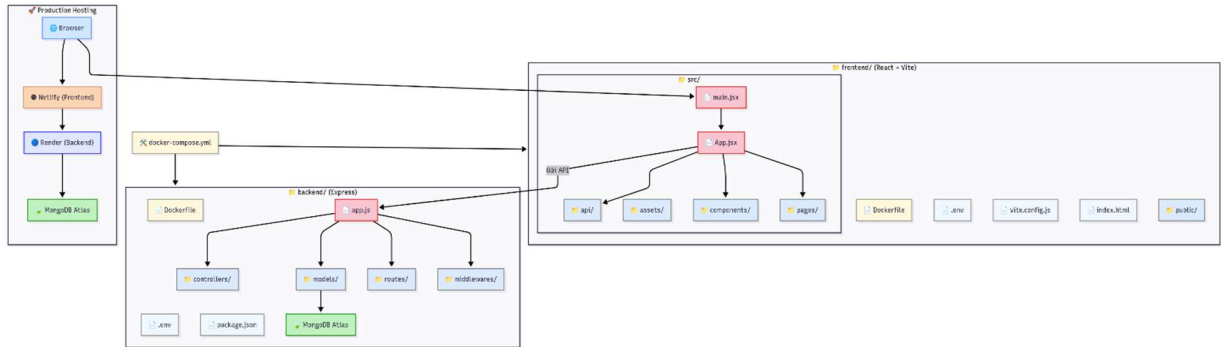 🚀 Production Hosting
🌐 Browser
Netlify (Frontend)
🔵 Render (Backend)
🍃 MongoDB Atlas
🛠️ docker-compose.yml
📁 backend/ (Express)
📄 Dockerfile
📄 app.js
📁 controllers/
📁 models/
📁 routes/
📁 middlewares/
📄 .env
📄 package.json
🍃 MongoDB Atlas
Gọi API
📁 frontend/ (React + Vite)
📁 src/
📄 main.jsx
📄 App.jsx
📁 api/
📁 assets/
📁 components/
📁 pages/
📄 Dockerfile
📄 .env
📄 vite.config.js
📄 index.html
📁 public/